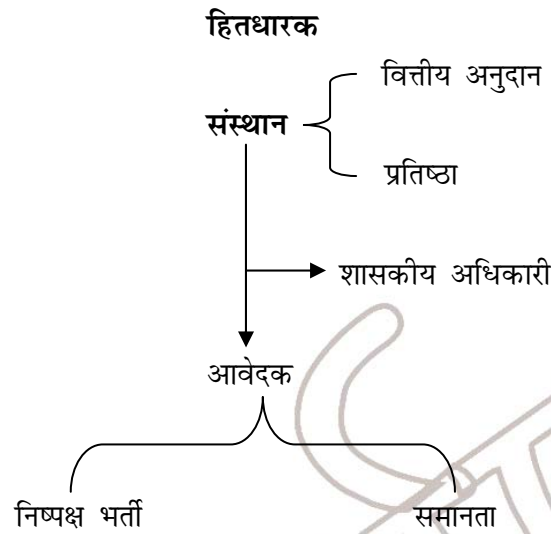 हितधारक
वित्तीय अनुदान
संस्थान
प्रतिष्ठा
शासकीय अधिकारी
आवेदक
निष्पक्ष भर्ती
समानता